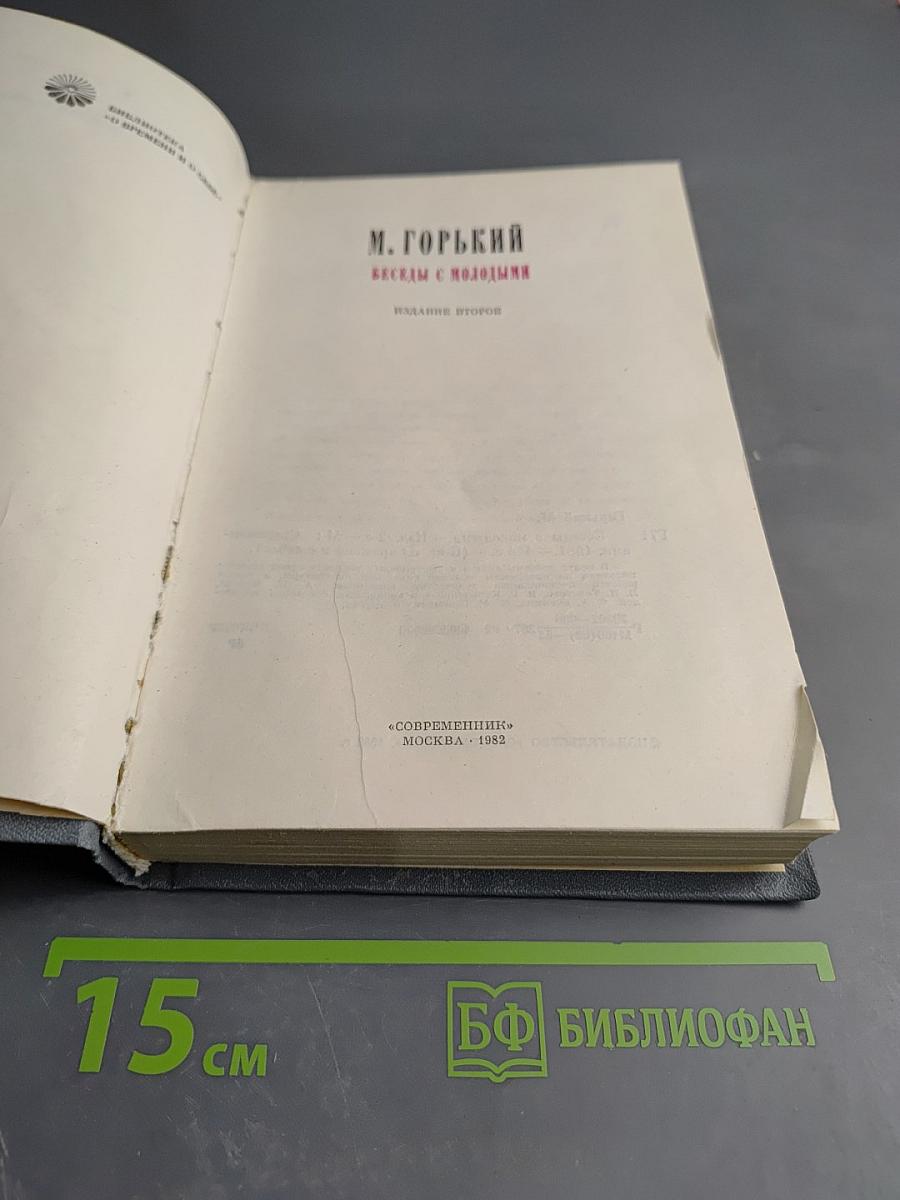 БИБЛИОТЕКА
«О ВРЕМЕНИ И О СЕБЕ»
М. ГОРЬКИЙ
БЕСЕДЫ С МОЛОДЫМИ
ИЗДАНИЕ ВТОРОЕ
«СОВРЕМЕННИК»
МОСКВА · 1982
15 см
БФ БИБЛИОФАН